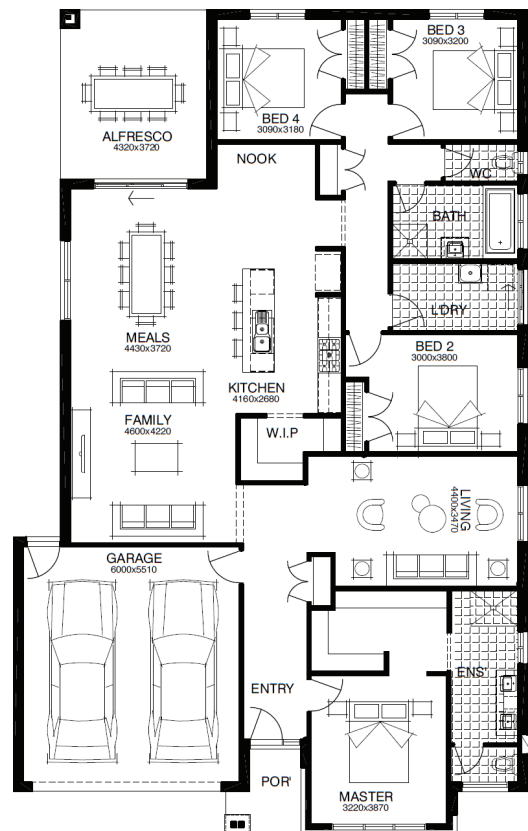 BED 3
3090x3200
BED 4
3090x3180
ALFRESCO
4320x3720
NOOK
WC
BATH
L'DRY
MEALS
4430x3720
BED 2
3000x3800
KITCHEN
4160x2680
FAMILY
4600x4220
W.I.P
LIVING
4400x3470
GARAGE
6000x5510
ENS'
ENTRY
POR'
MASTER
3220x3870